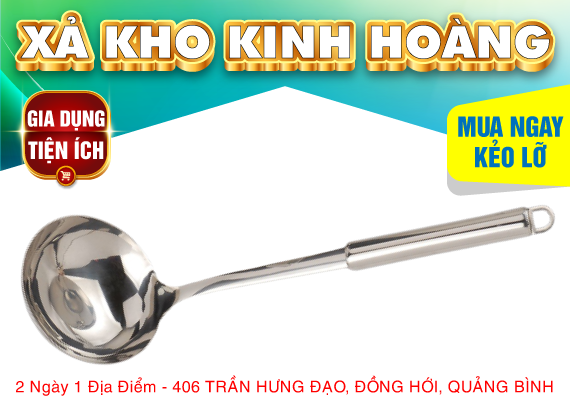 XẢ KHO KINH HOÀNG
GIA DỤNG
TIỆN ÍCH
MUA NGAY
KẺO LỠ
2 Ngày 1 Địa Điểm - 406 TRẦN HƯNG ĐẠO, ĐỒNG HỚI, QUẢNG BÌNH